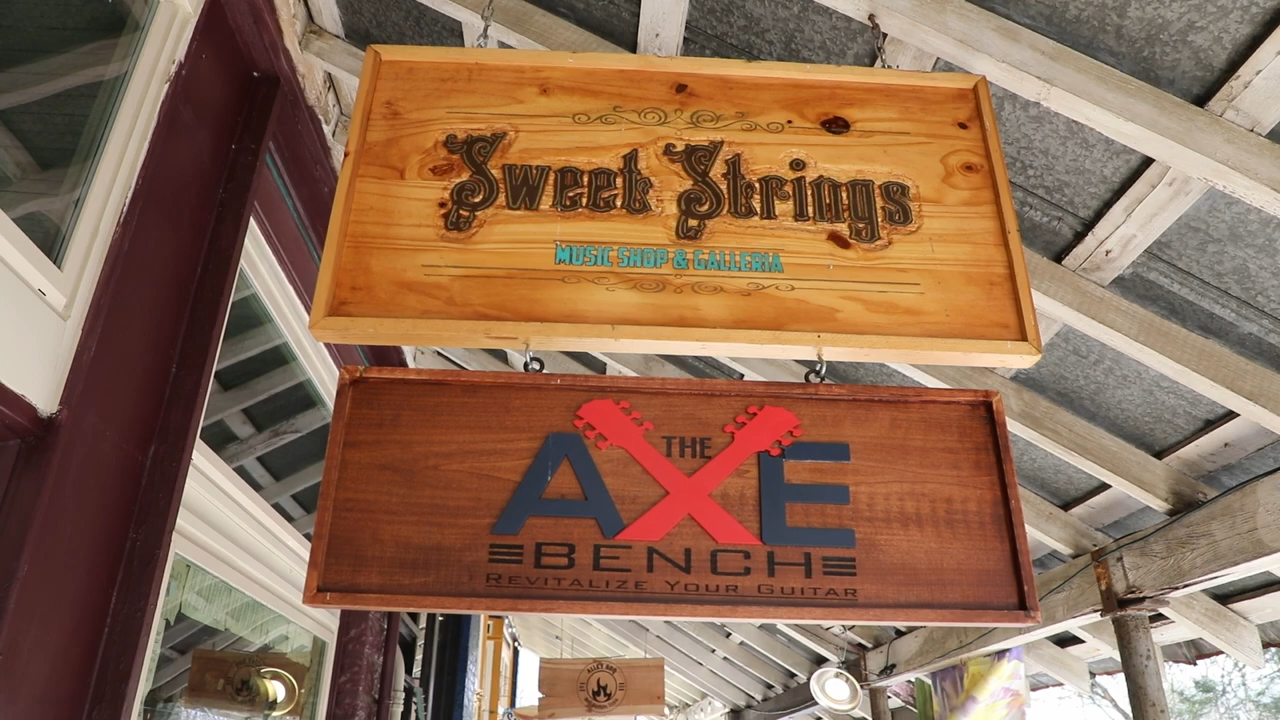 Sweet Strings
MUSIC SHOP & GALLERIA
THE
AXE
BENCH
REVITALIZE YOUR GUITAR